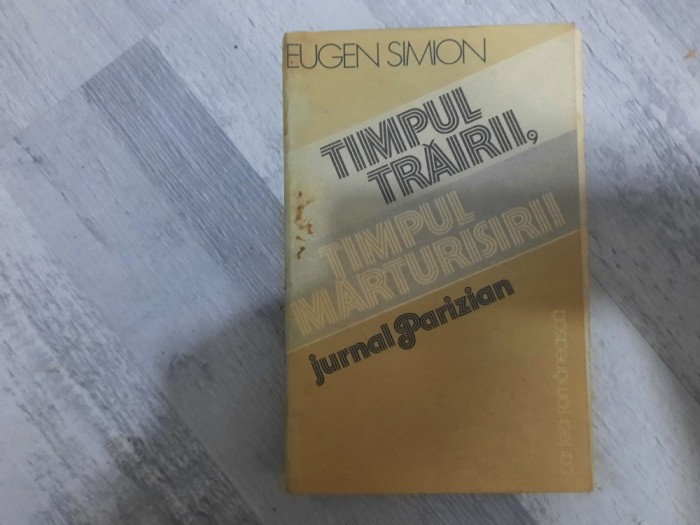 EUGEN SIMION
TIMPUL
TRĂIRII,
TIMPUL
MĂRTURISIRII
jurnal Parizian
cartea românească